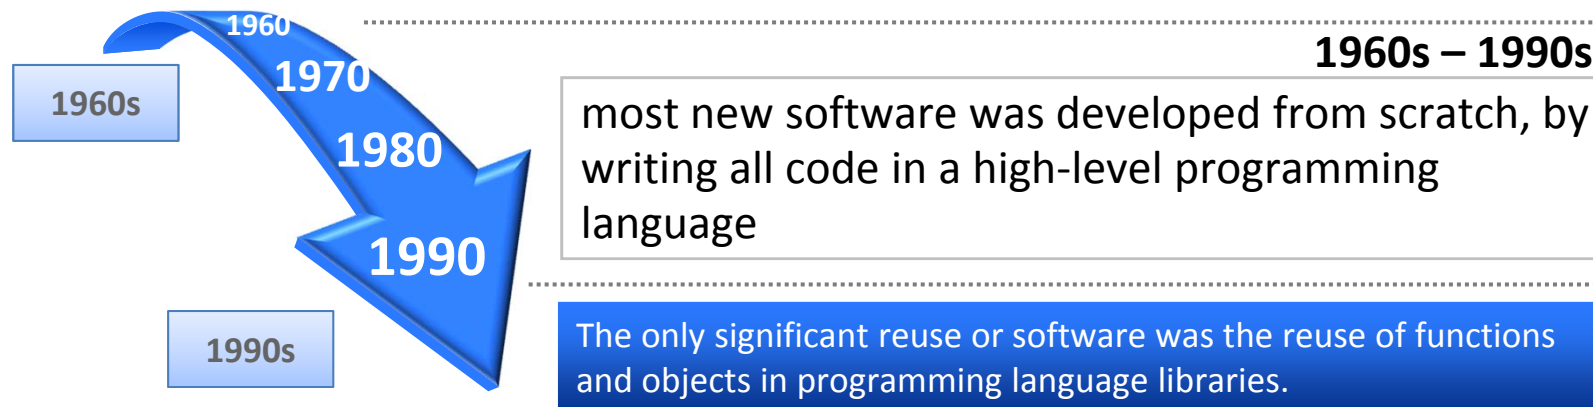 1960
1960s – 1990s
1970
1960s
most new software was developed from scratch, by
1980
writing all code in a high-level programming
language
1990
The only significant reuse or software was the reuse of functions
1990s
and objects in programming language libraries.